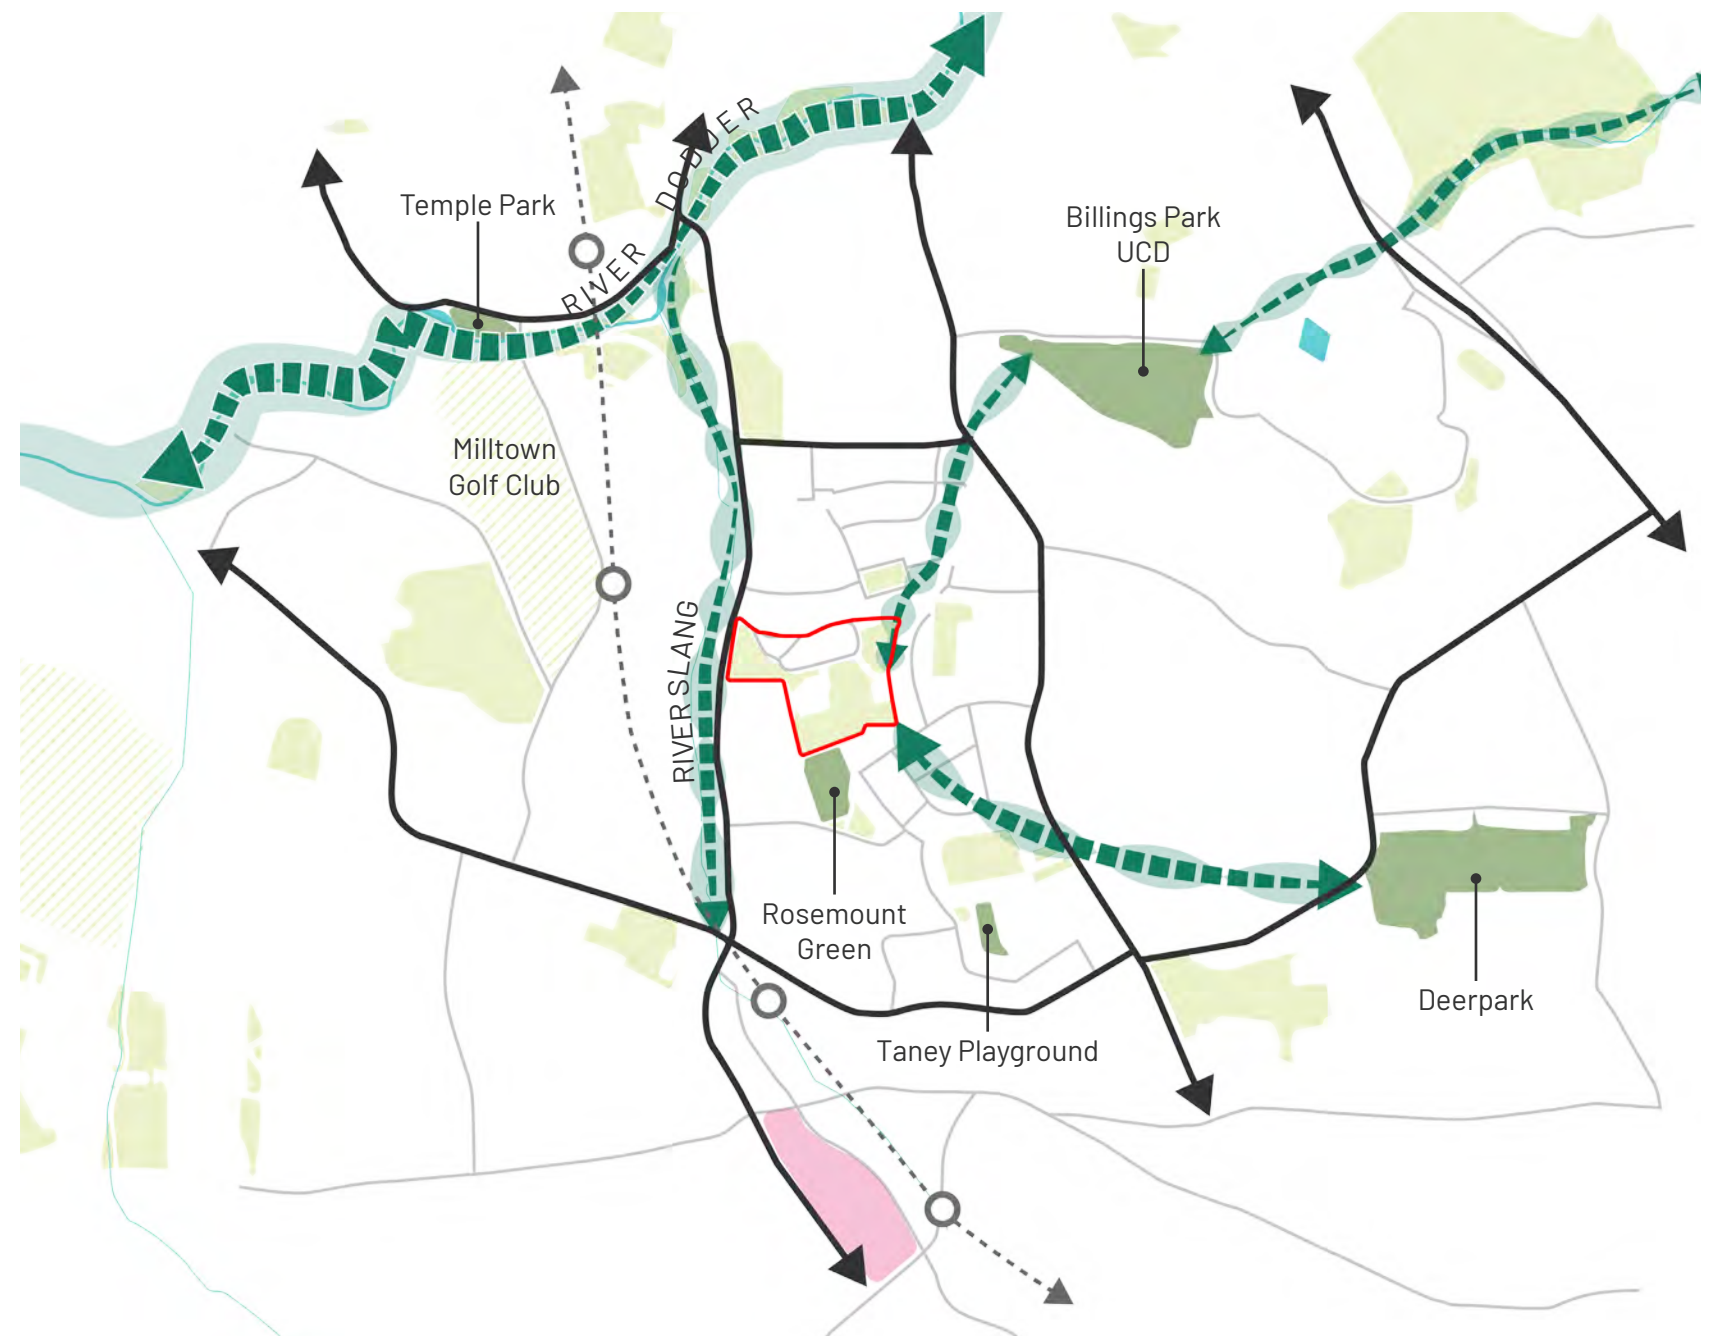 RIVER DODDER
Temple Park
Billings Park
UCD
Milltown
Golf Club
RIVER SLANG
Rosemount
Green
Taney Playground
Deerpark